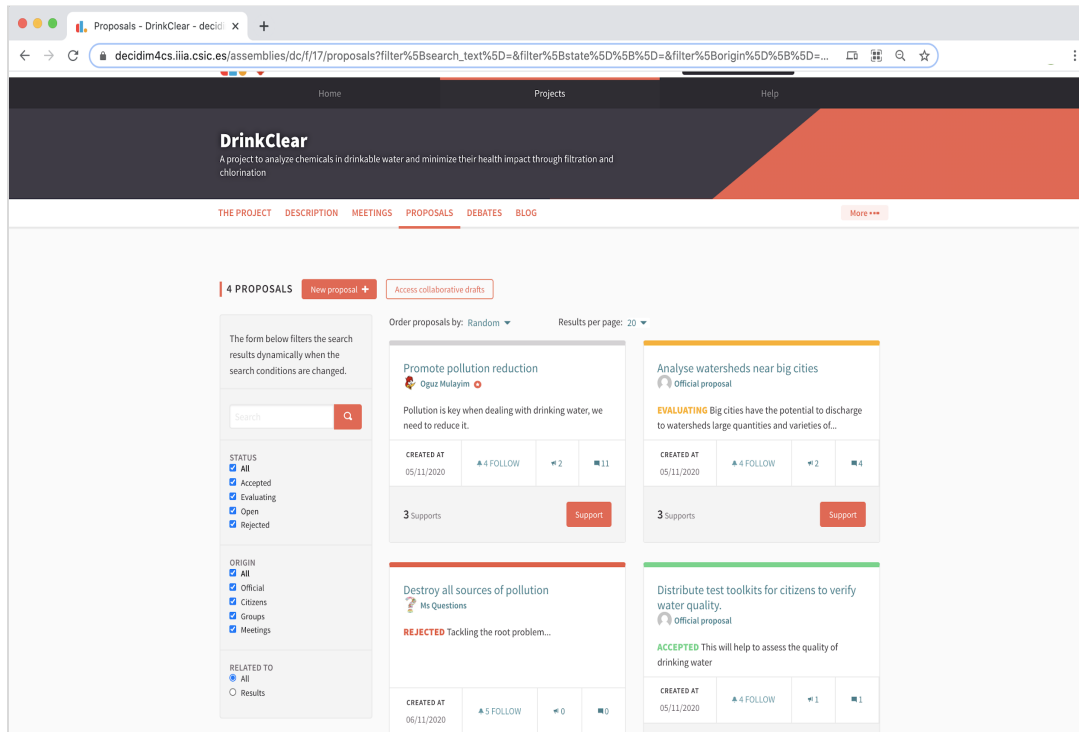 Proposals - DrinkClear - decidi
decidim4cs.iiia.csic.es/assemblies/dc/f/17/proposals?filter%5Bsearch_text%5D=&filter%5Bstate%5D%5B%5D=&filter%5Borigin%5D%5B%5D=...
Home Projects Help
DrinkClear
A project to analyze chemicals in drinkable water and minimize their health impact through filtration and
chlorination
THE PROJECT DESCRIPTION MEETINGS PROPOSALS DEBATES BLOG More
4 PROPOSALS New proposal + Access collaborative drafts
Order proposals by: Random Results per page: 20
The form below filters the search
results dynamically when the
search conditions are changed.
Search
STATUS
All
Accepted
Evaluating
Open
Rejected
ORIGIN
All
Official
Citizens
Groups
Meetings
RELATED TO
All
Results
Promote pollution reduction
Oguz Mulayim
Pollution is key when dealing with drinking water, we
need to reduce it.
CREATED AT
05/11/2020
4 FOLLOW
2
11
3 Supports
Support
Analyse watersheds near big cities
Official proposal
EVALUATING Big cities have the potential to discharge
to watersheds large quantities and varieties of...
CREATED AT
05/11/2020
4 FOLLOW
2
4
3 Supports
Support
Destroy all sources of pollution
Ms Questions
REJECTED Tackling the root problem...
CREATED AT
06/11/2020
5 FOLLOW
0
0
Distribute test toolkits for citizens to verify
water quality.
Official proposal
ACCEPTED This will help to assess the quality of
drinking water
CREATED AT
05/11/2020
4 FOLLOW
1
1